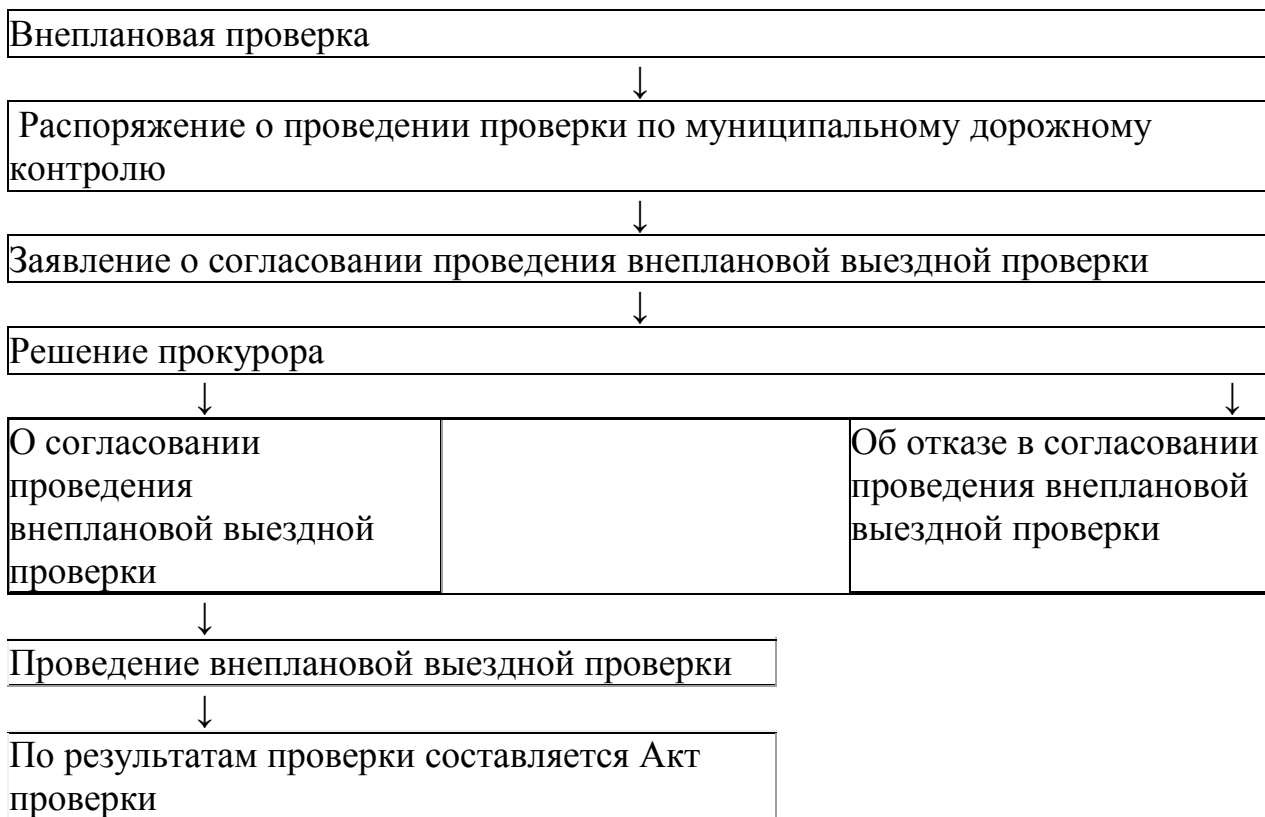 Внеплановая проверка
↓
Распоряжение о проведении проверки по муниципальному дорожному
контролю
↓
Заявление о согласовании проведения внеплановой выездной проверки
↓
Решение прокурора
↓ ↓
О согласовании
проведения
внеплановой выездной
проверки
Об отказе в согласовании
проведения внеплановой
выездной проверки
↓
Проведение внеплановой выездной проверки
↓
По результатам проверки составляется Акт
проверки